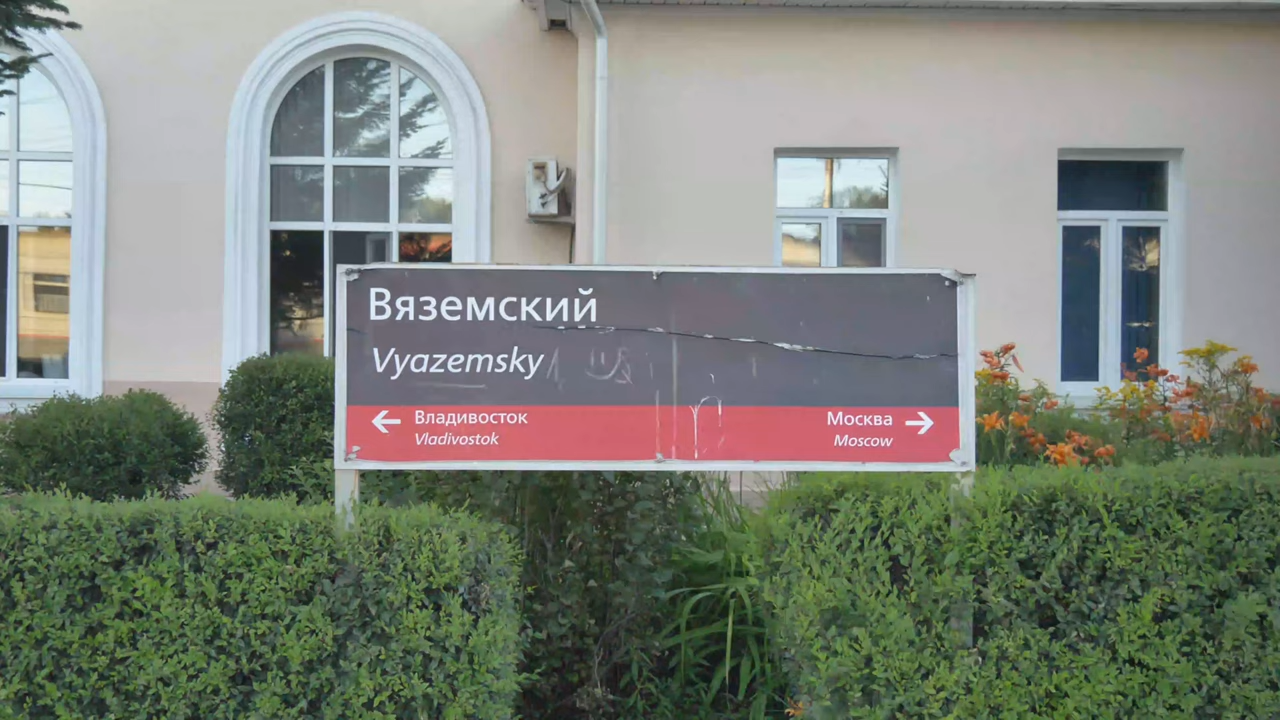 Вяземский
Vyazemsky
← Владивосток
Vladivostok
Москва →
Moscow